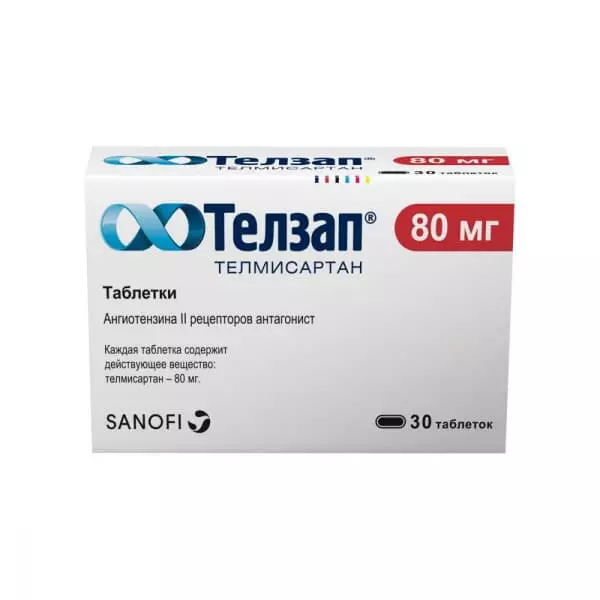 Телзап® 80 мг
ТЕЛМИСАРТАН 30 таблеток
Телзап® 80 мг
ТЕЛМИСАРТАН
Таблетки
Ангиотензина II рецепторов антагонист
Каждая таблетка содержит
действующее вещество:
телмисартан – 80 мг.
SANOFI 30 таблеток